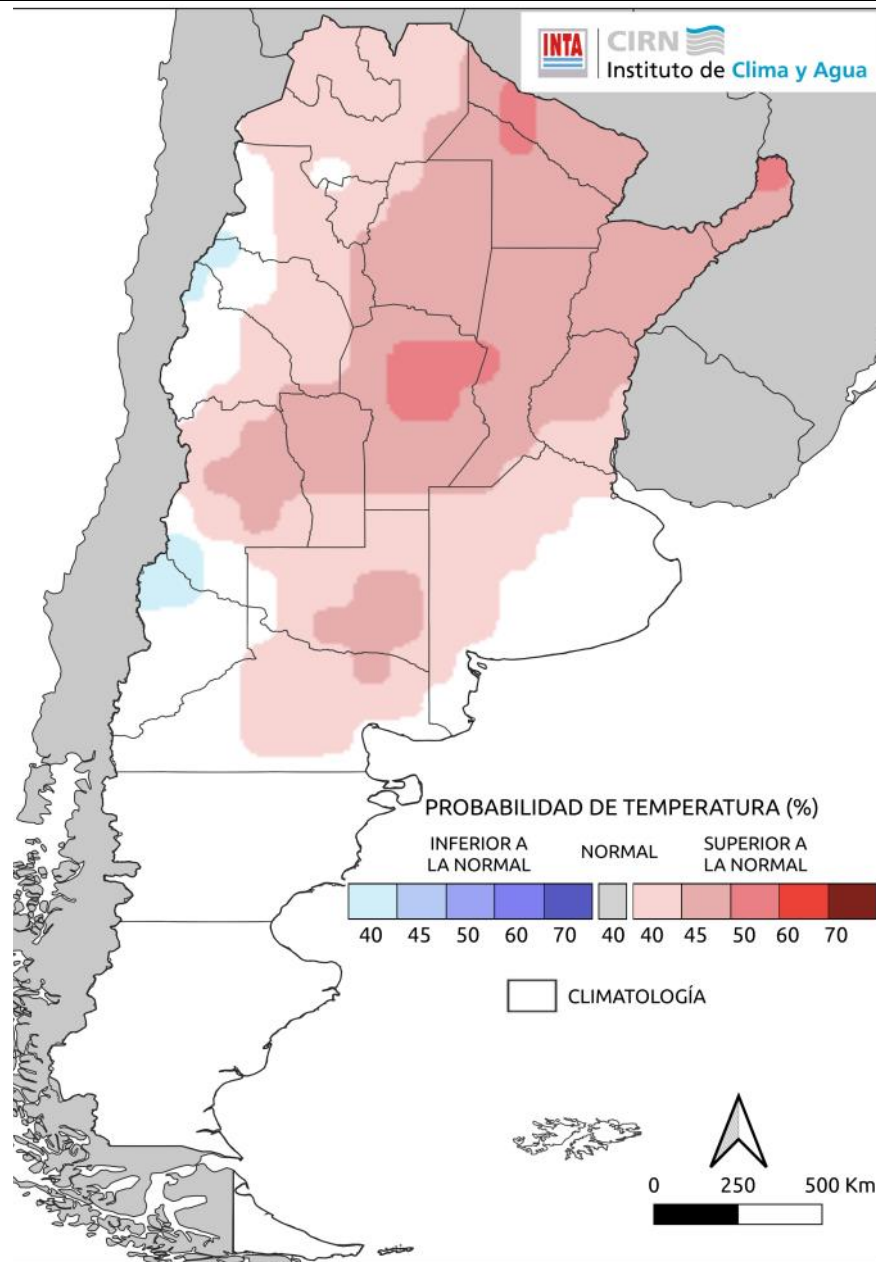 INTA
CIRN
Instituto de Clima y Agua
PROBABILIDAD DE TEMPERATURA (%)
INFERIOR A
LA NORMAL
NORMAL
SUPERIOR A
LA NORMAL
40 45 50 60 70 40 40 45 50 60 70
CLIMATOLOGÍA
0 250 500 Km